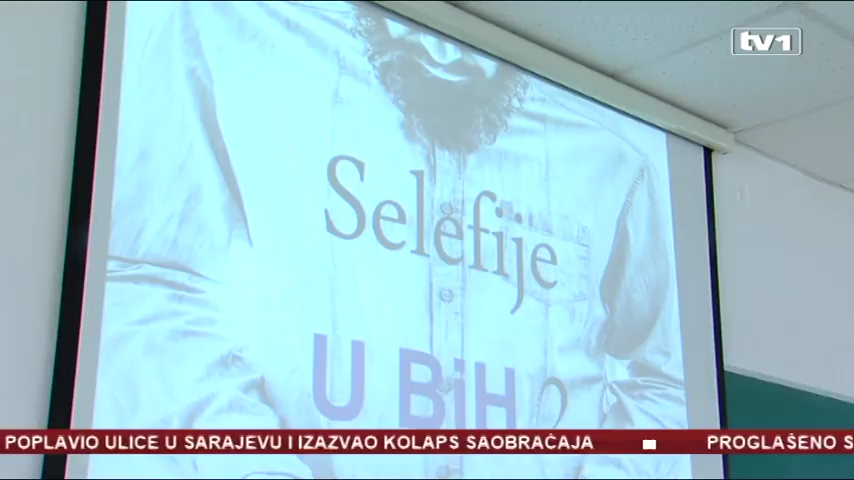 tv1
Selefije
U BiH?
POPLAVIO ULICE U SARAJEVU I IZAZVAO KOLAPS SAOBRAĆAJA
PROGLAŠENO S